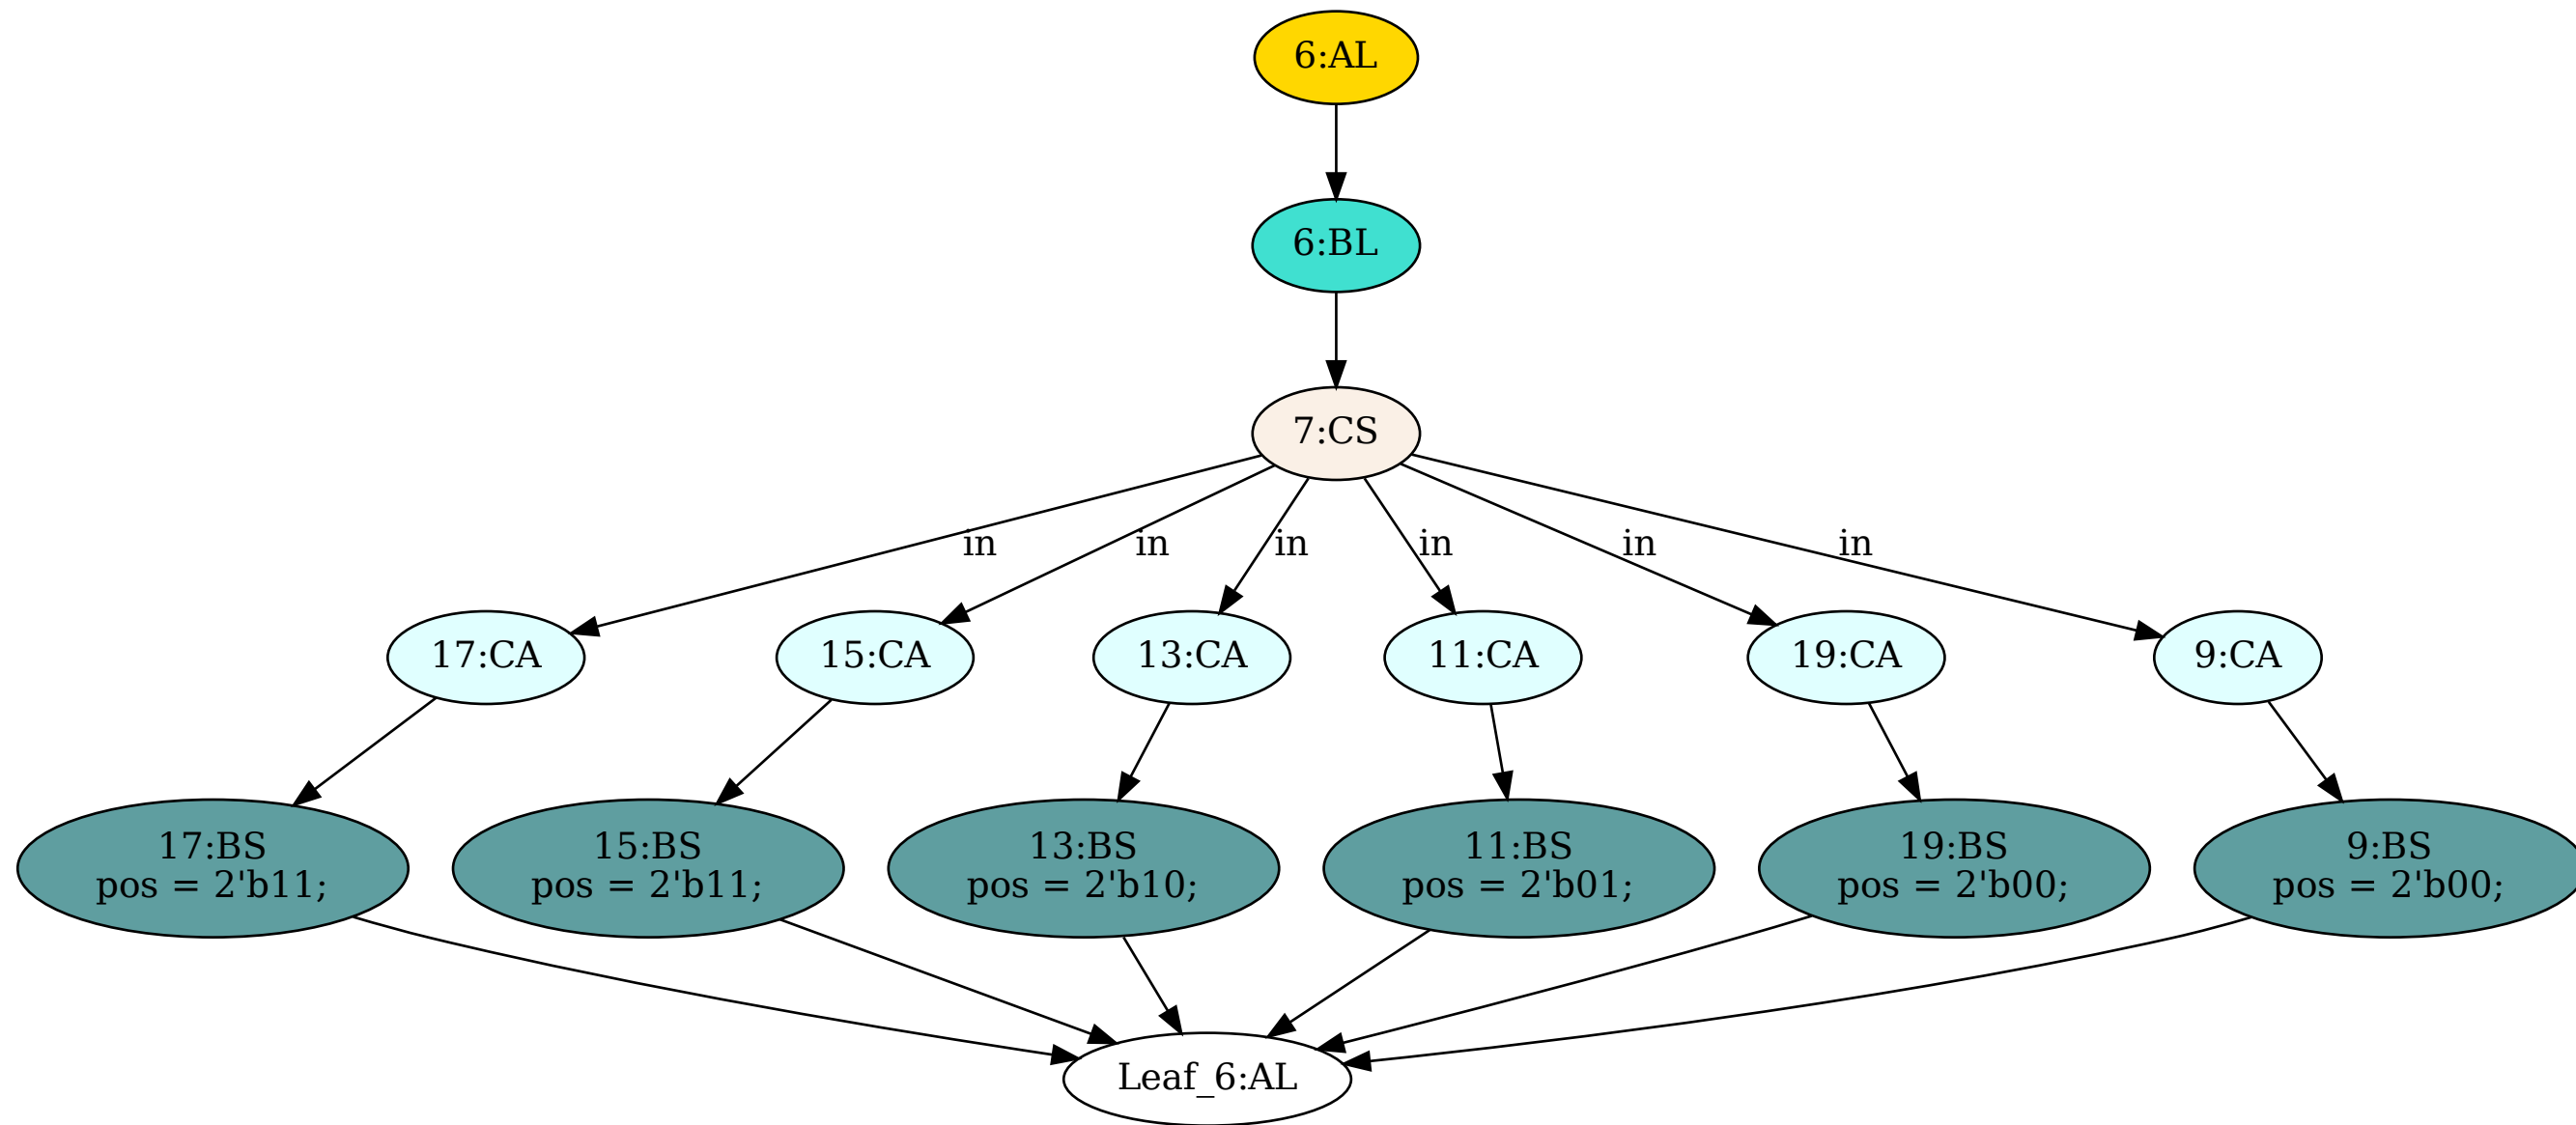 6:AL
6:BL
7:CS
in
in
in
in
in
in
17:CA
15:CA
13:CA
11:CA
19:CA
9:CA
17:BS
pos = 2'b11;
15:BS
pos = 2'b11;
13:BS
pos = 2'b10;
11:BS
pos = 2'b01;
19:BS
pos = 2'b00;
9:BS
pos = 2'b00;
Leaf_6:AL